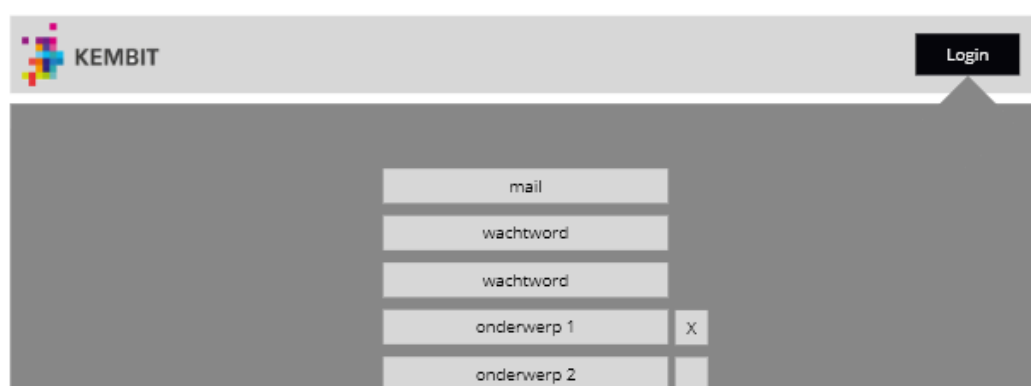 KEMBIT
Login
mail
wachtword
wachtword
onderwerp 1
X
onderwerp 2